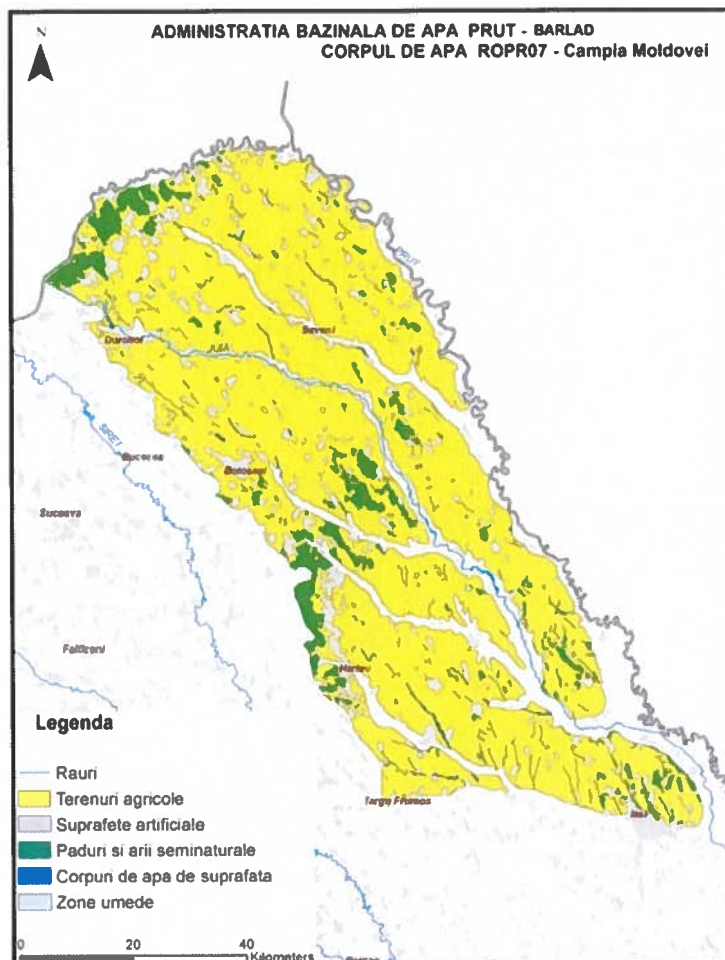 N
ADMINISTRATIA BAZINALA DE APA PRUT - BARLAD
CORPUL DE APA ROPR07 - Campia Moldovei
PRUT
Saveni
Dorohoi
JIJIA
SIRET
Bucecea
Botosani
Suceava
Falticeni
Harlau
Legenda
Rauri
Terenuri agricole
Suprafete artificiale
Paduri si arii seminaturale
Corpuri de apa de suprafata
Zone umede
Targu Frumos
Iasi
0 20 40
Kilometers